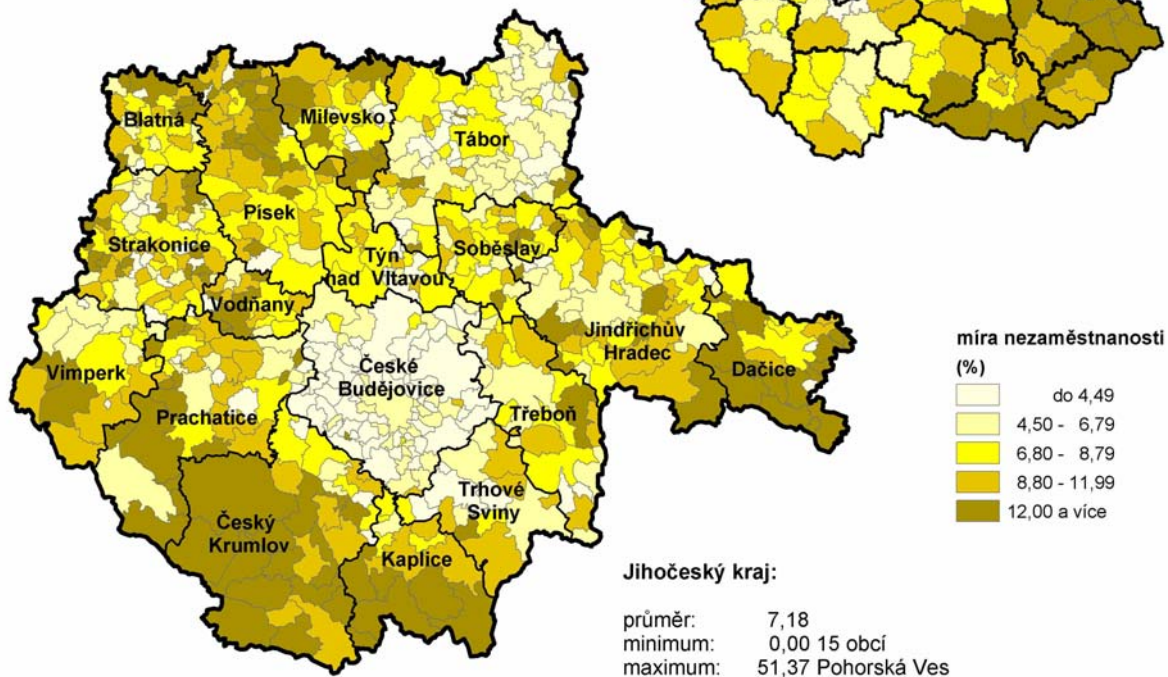 Blatná
Milevsko
Tábor
Písek
Strakonice
Týn
nad Vltavou
Soběslav
Vodňany
Jindřichův
Hradec
Vimperk
České
Budějovice
Dačice
Prachatice
Třeboň
Trhové
Sviny
Český
Krumlov
Kaplice
míra nezaměstnanosti
(%)
do 4,49
4,50 - 6,79
6,80 - 8,79
8,80 - 11,99
12,00 a více
Jihočeský kraj:
průměr: 7,18
minimum: 0,00 15 obcí
maximum: 51,37 Pohorská Ves